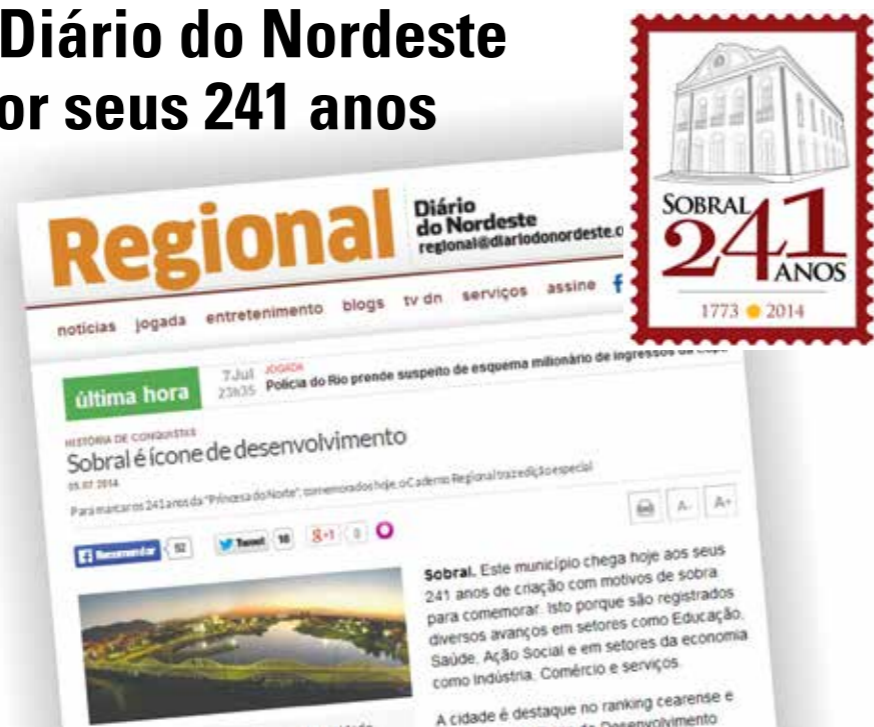 Diário do Nordeste
or seus 241 anos
SOBRAL
241
ANOS
1773 2014
Regional
Diário
do Nordeste
regional@diariodonordeste.c
notícias jogada entretenimento blogs tv dn serviços assine f
última hora
7Jul JOGADA
23h35 Polícia do Rio prende suspeito de esquema milionário de ingressos da Copa
HISTÓRIA DE CONQUISTAS
Sobral é ícone de desenvolvimento
05.07.2014
Para marcar os 241 anos da "Princesa do Norte", comemorados hoje, o Caderno Regional traz edição especial
A- A+
Recomendar 52 Tweet 10 g+1 0
Sobral. Este município chega hoje aos seus
241 anos de criação com motivos de sobra
para comemorar. Isto porque são registrados
diversos avanços em setores como Educação,
Saúde, Ação Social e em setores da economia
como Indústria, Comércio e serviços.
A cidade é destaque no ranking cearense e
de Desenvolvimento